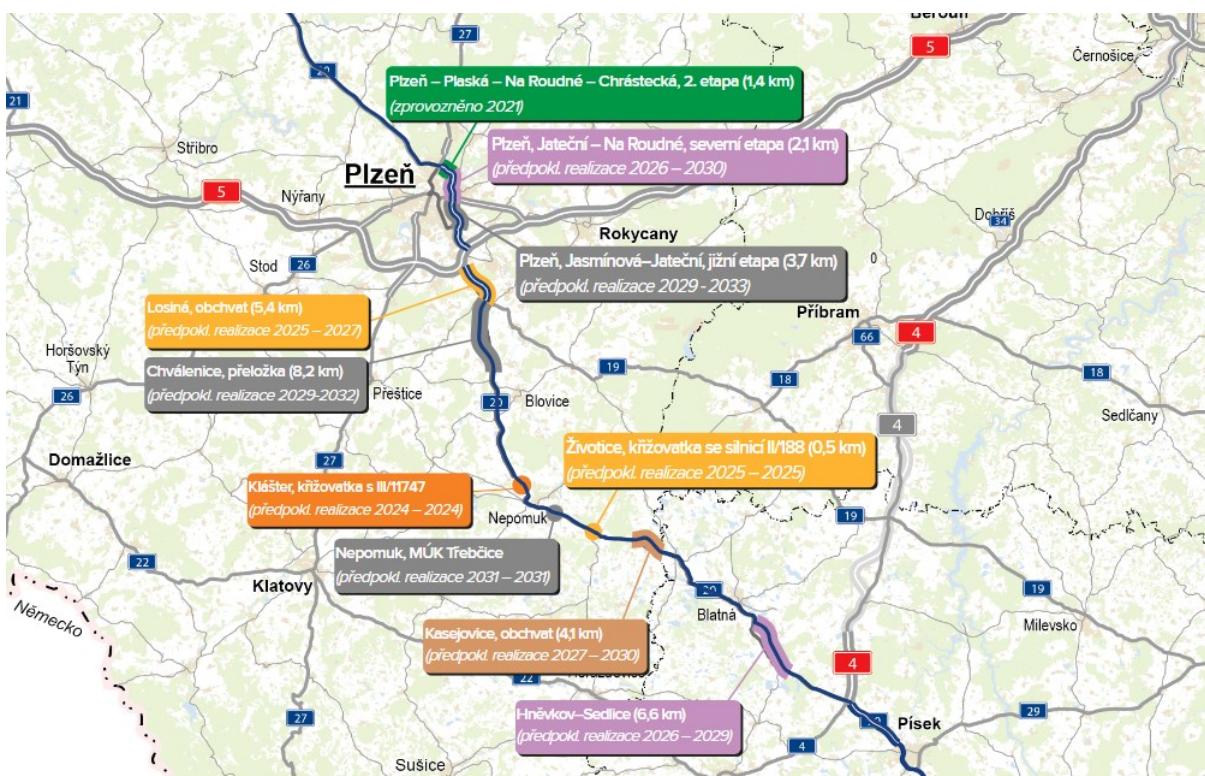 Beroun
27
5
Černošice
20
21
Plzeň – Plaská – Na Roudné – Chrástecká, 2. etapa (1,4 km)
(zprovozněno 2021)
Stříbro
Plzeň, Jateční – Na Roudné, severní etapa (2,1 km)
(předpokl. realizace 2026 – 2030)
Plzeň
5
Nýřany
Dobříš
34
Rokycany
Stod
26
Plzeň, Jasmínová–Jateční, jižní etapa (3,7 km)
(předpokl. realizace 2029 - 2033)
0
Losiná, obchvat (5,4 km)
(předpokl. realizace 2025 – 2027)
Příbram
4
66
Horšovský
Týn
Chválenice, přeložka (8,2 km)
(předpokl. realizace 2029-2032)
26
Přeštice
19
18
18
20
Blovice
Sedlčany
4
Životice, křižovatka se silnicí II/188 (0,5 km)
(předpokl. realizace 2025 – 2025)
Domažlice
27
Klášter, křižovatka s III/11747
(předpokl. realizace 2024 – 2024)
Nepomuk
19
Nepomuk, MÚK Třebčice
(předpokl. realizace 2031 – 2031)
22
Klatovy
20
19
Německo
Blatná
Milevsko
Kasejovice, obchvat (4,1 km)
(předpokl. realizace 2027 – 2030)
4
22
27
Hněvkov–Sedlice (6,6 km)
(předpokl. realizace 2026 – 2029)
29
20
Písek
4
Sušice